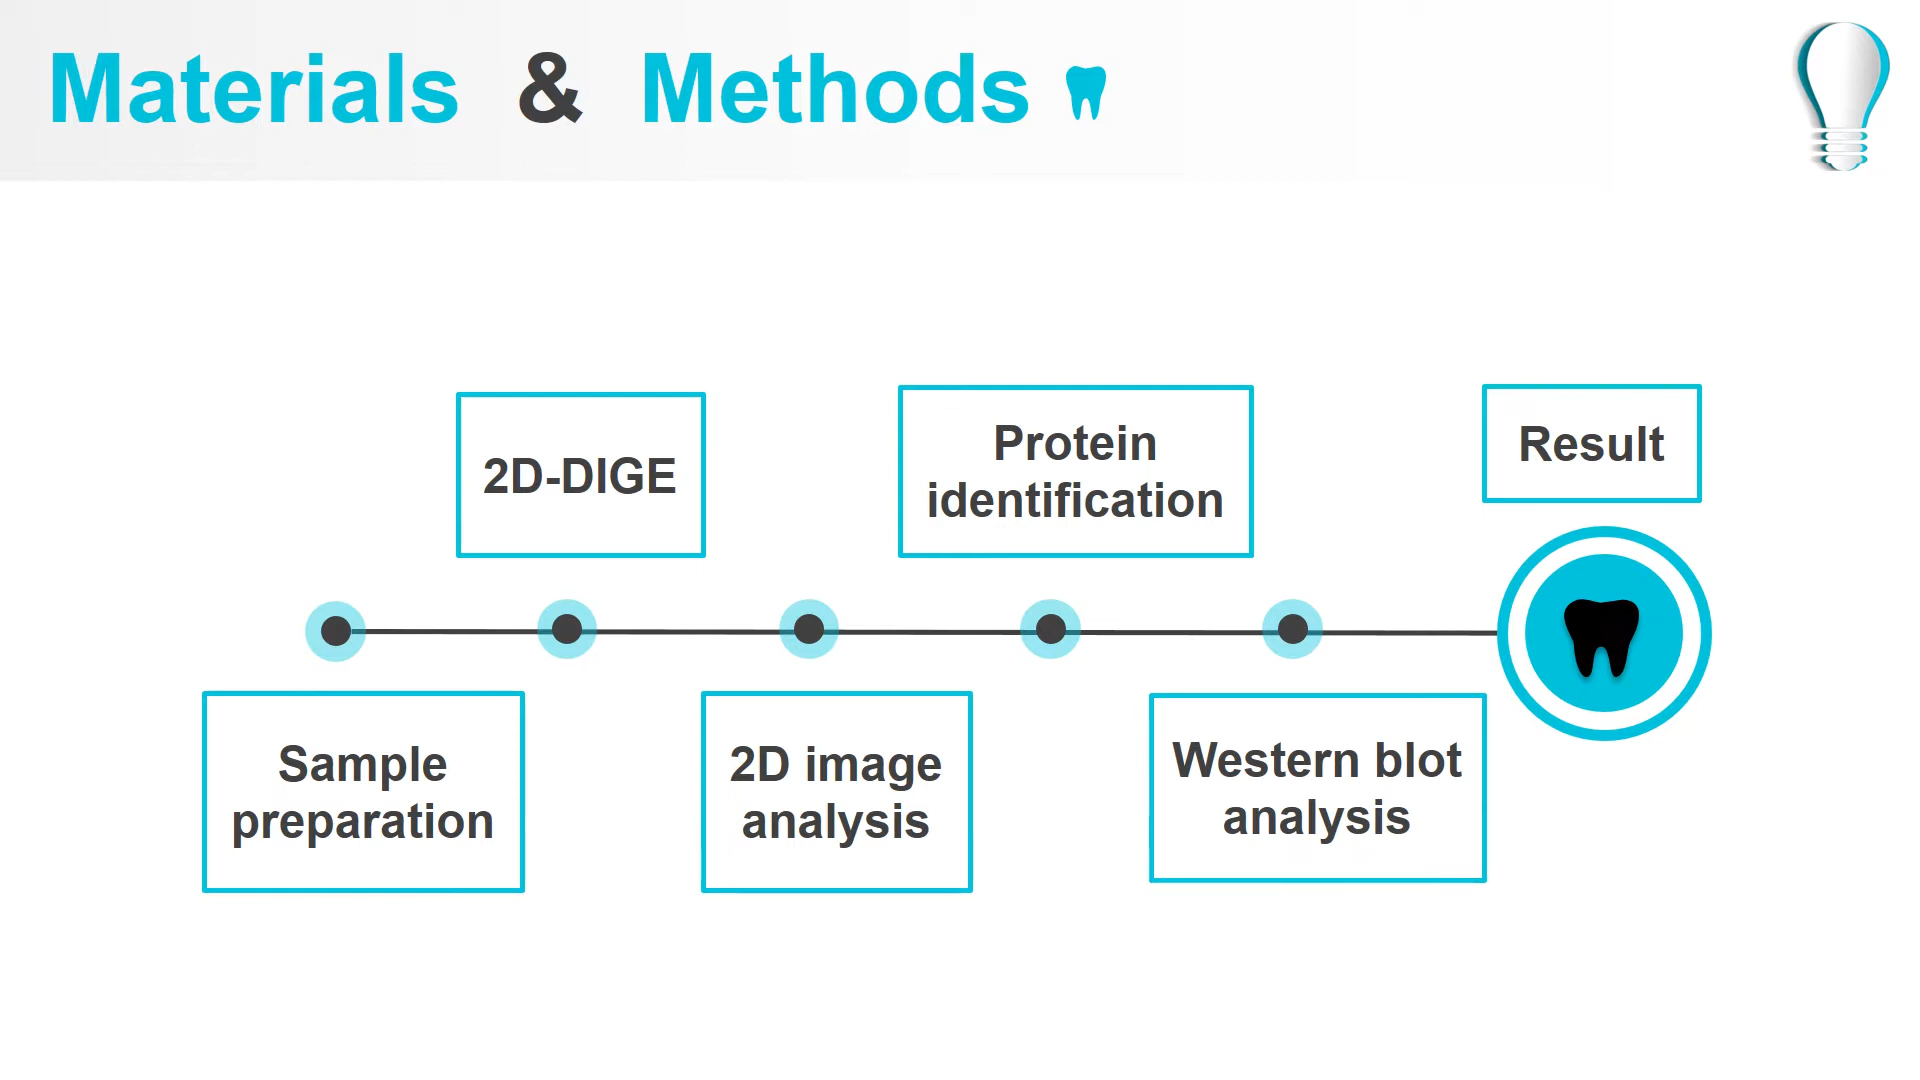 Materials & Methods
Sample
preparation
2D-DIGE
2D image
analysis
Protein
identification
Western blot
analysis
Result